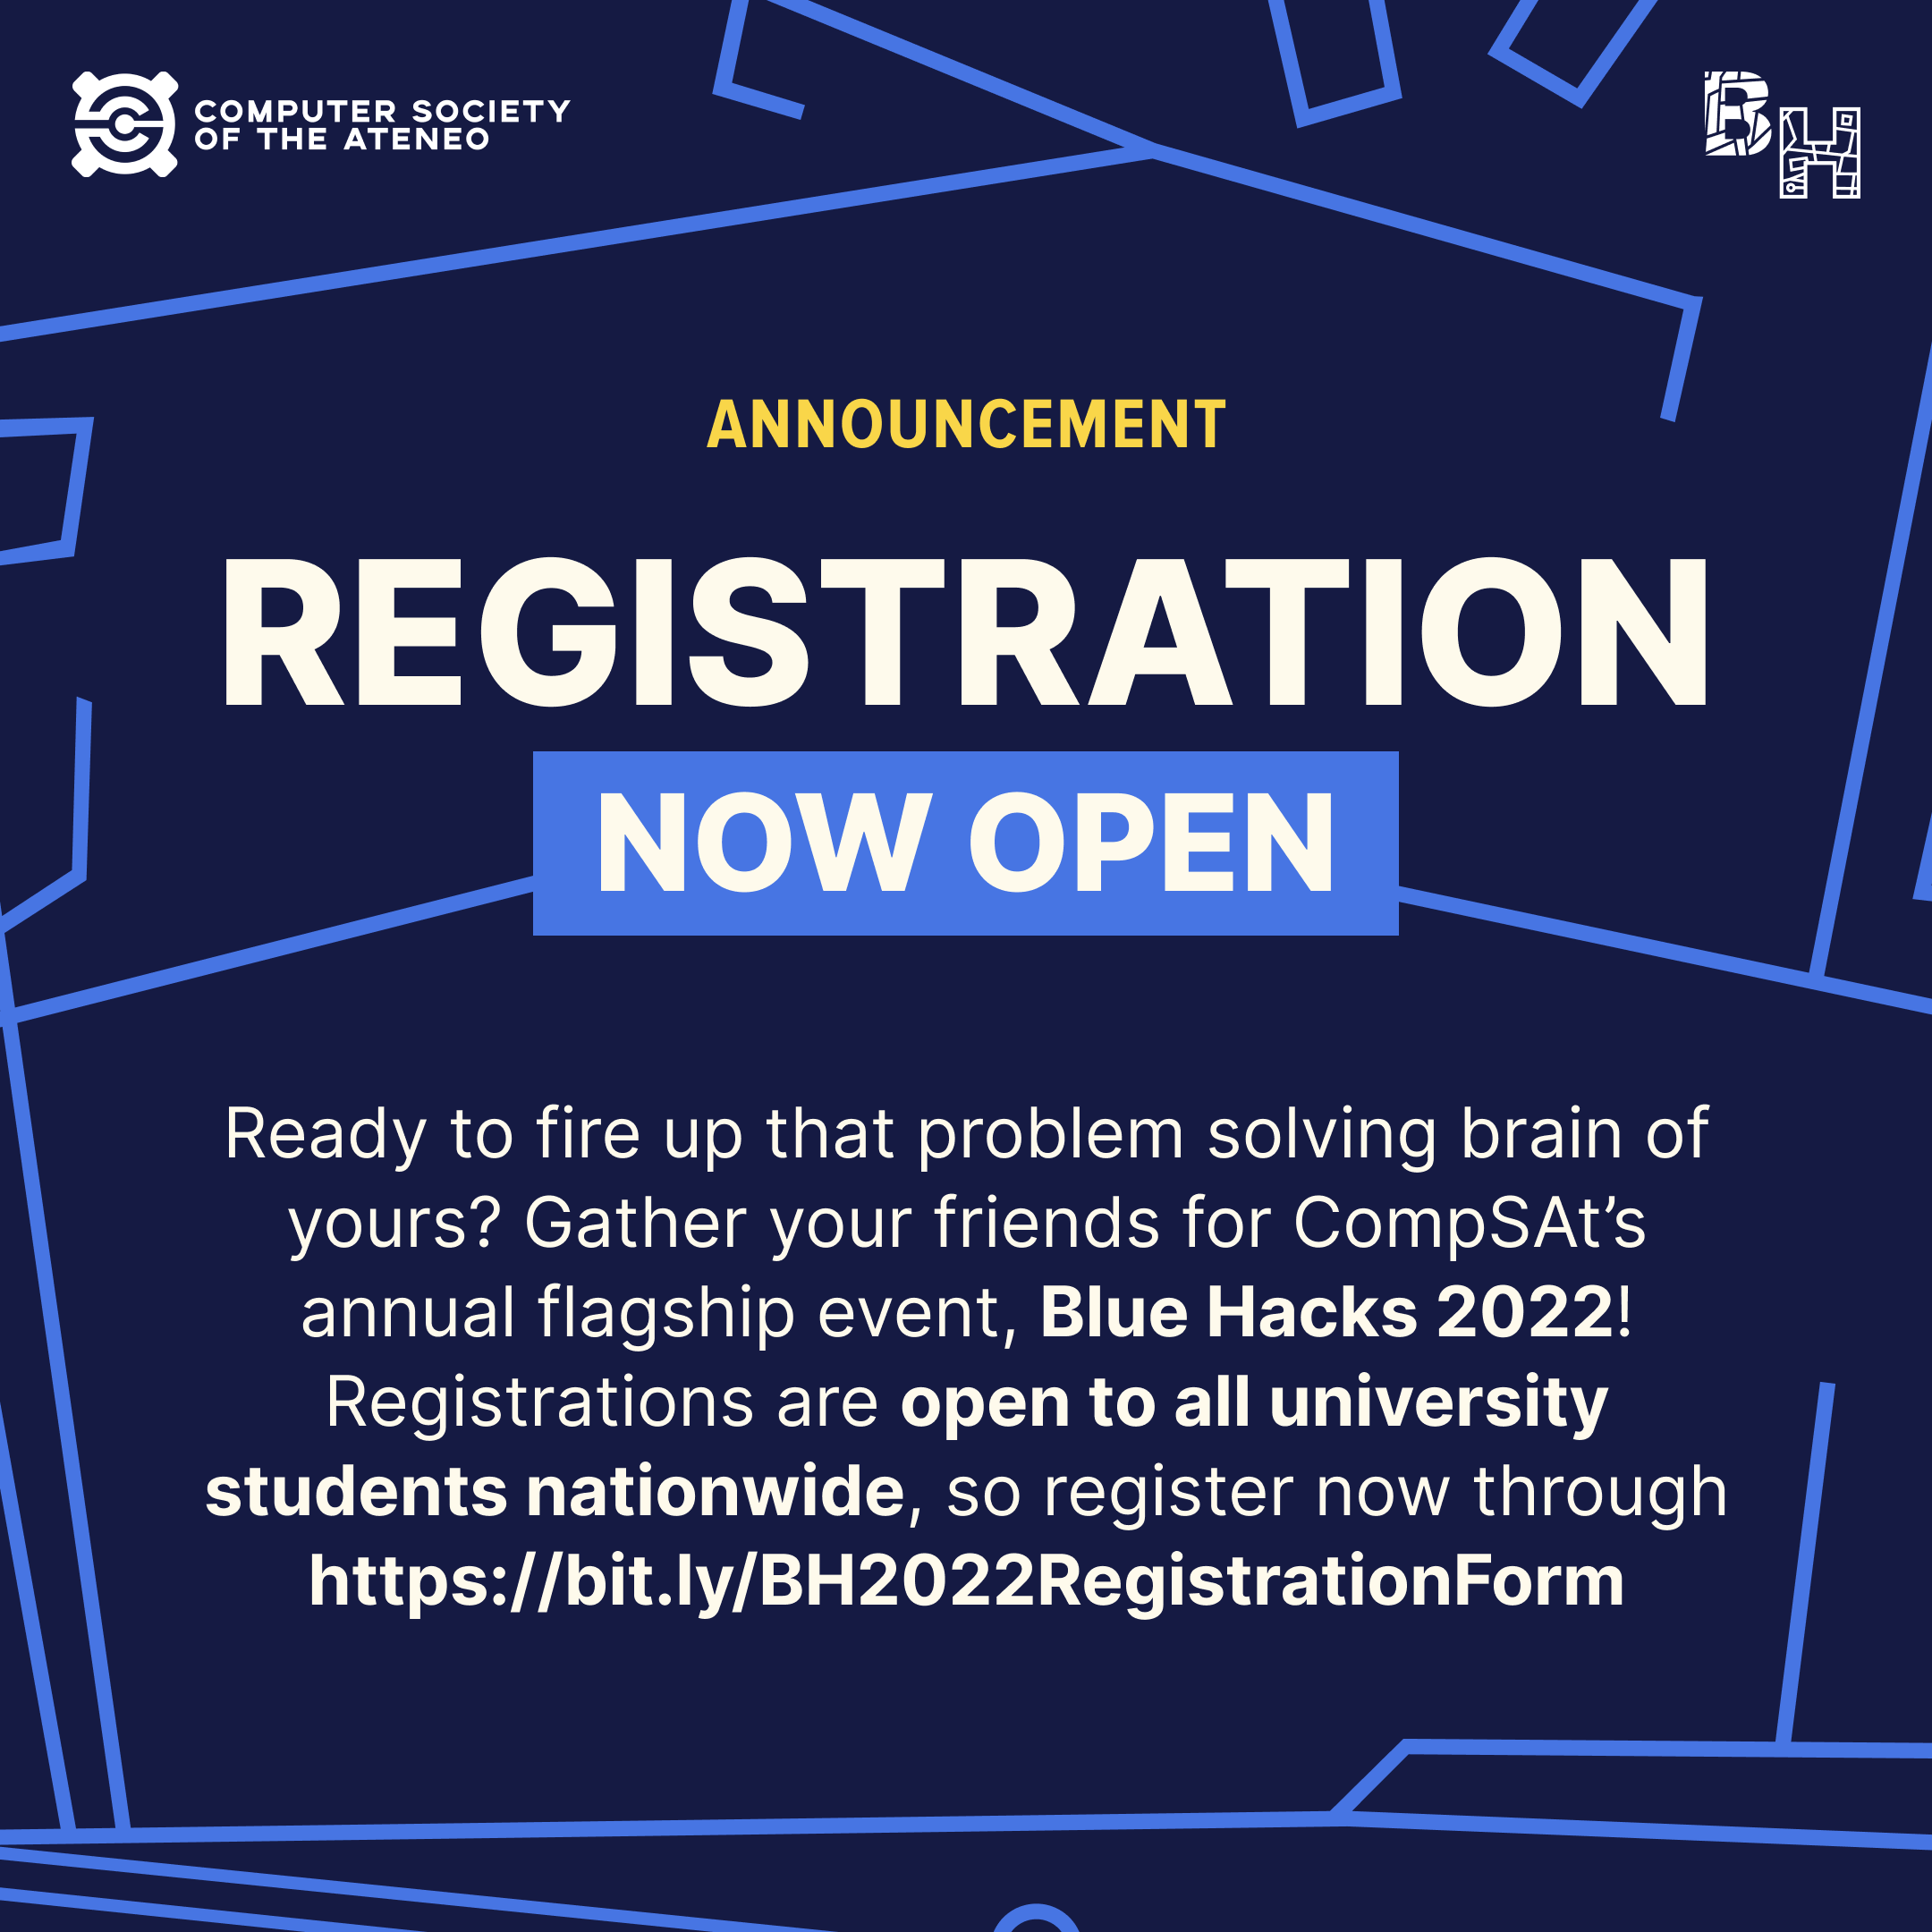 COMPUTER SOCIETY
OF THE ATENEO
BH
ANNOUNCEMENT
REGISTRATION
NOW OPEN
Ready to fire up that problem solving brain of
yours? Gather your friends for CompSAt’s
annual flagship event, Blue Hacks 2022!
Registrations are open to all university
students nationwide, so register now through
https://bit.ly/BH2022RegistrationForm